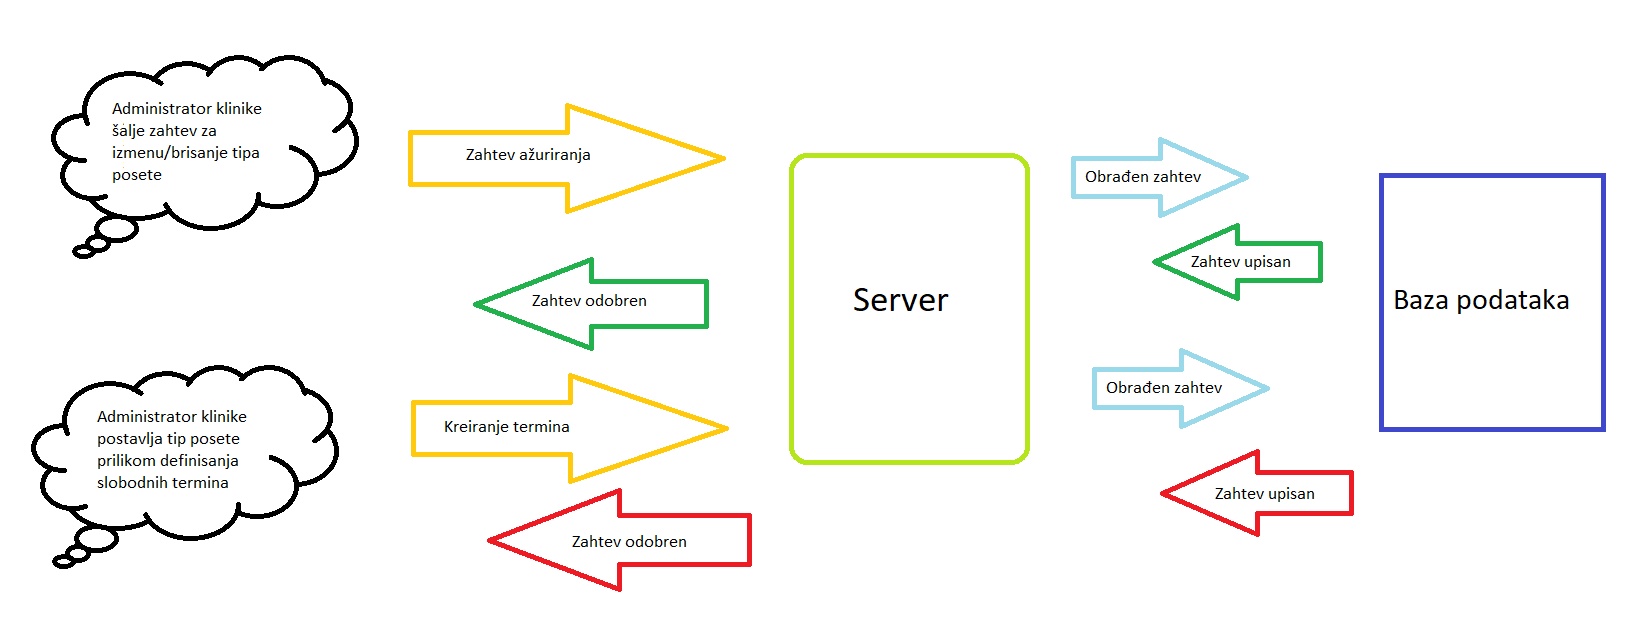 Administrator klinike
šalje zahtev za
izmenu/brisanje tipa
posete
Zahtev ažuriranja
Zahtev odobren
Administrator klinike
postavlja tip posete
prilikom definisanja
slobodnih termina
Kreiranje termina
Zahtev odobren
Server
Obrađen zahtev
Zahtev upisan
Obrađen zahtev
Zahtev upisan
Baza podataka